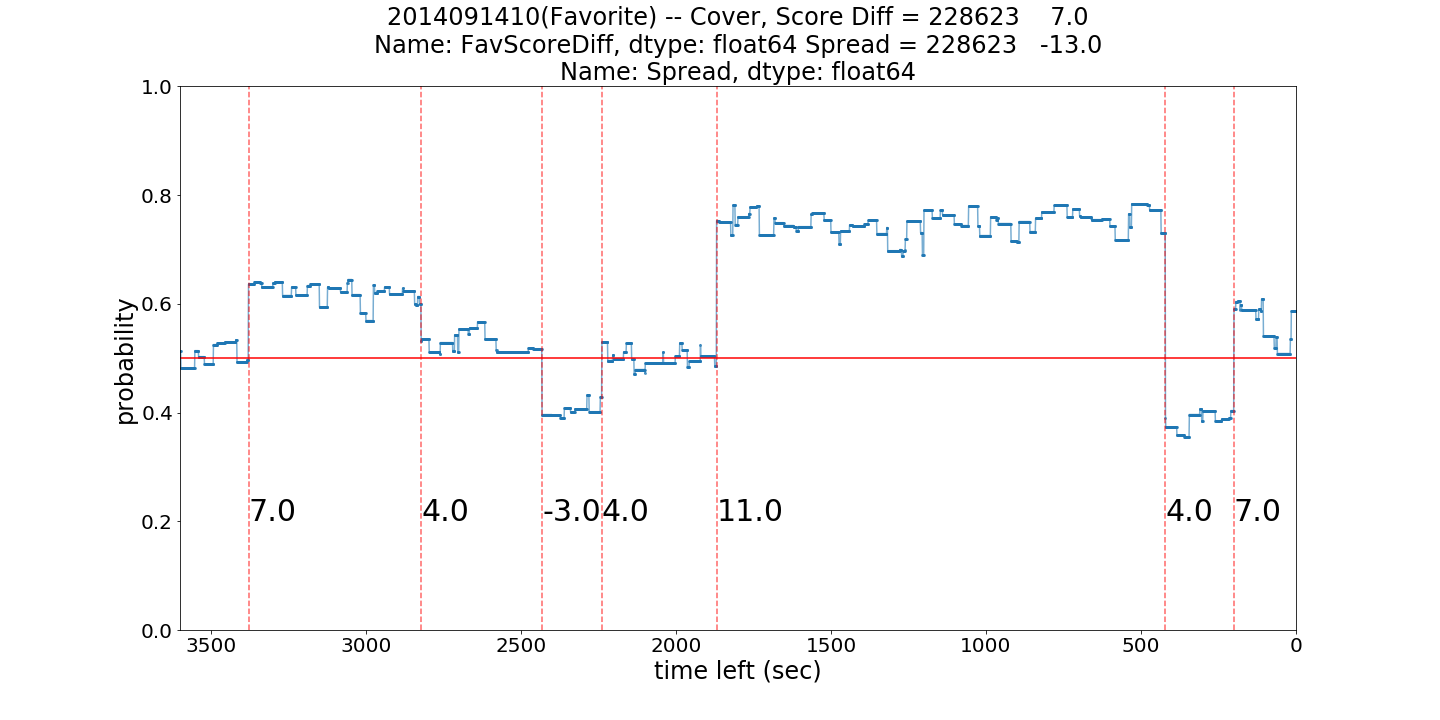 2014091410(Favorite) -- Cover, Score Diff = 228623    7.0
Name: FavScoreDiff, dtype: float64 Spread = 228623   -13.0
Name: Spread, dtype: float64
1.0
0.8
0.6
0.4
0.2
0.0
probability
7.0 4.0 -3.0 4.0 11.0 4.0 7.0
3500 3000 2500 2000 1500 1000 500 0
time left (sec)